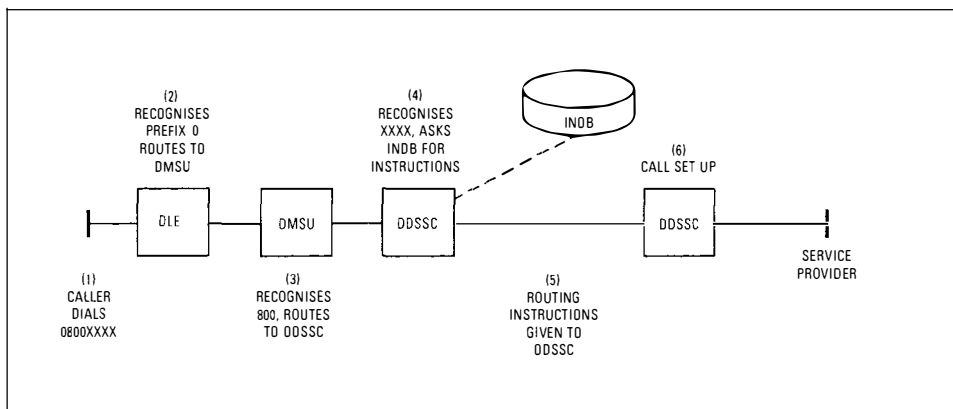 (2)
RECOGNISES
PREFIX 0
ROUTES TO
DMSU
(4)
RECOGNISES
XXXX, ASKS
INDB FOR
INSTRUCTIONS
INDB
(6)
CALL SET UP
DLE
DMSU
DDSSC
DDSSC
SERVICE
PROVIDER
(1)
CALLER
DIALS
0800XXXX
(3)
RECOGNISES
800, ROUTES
TO DDSSC
(5)
ROUTING
INSTRUCTIONS
GIVEN TO
DDSSC